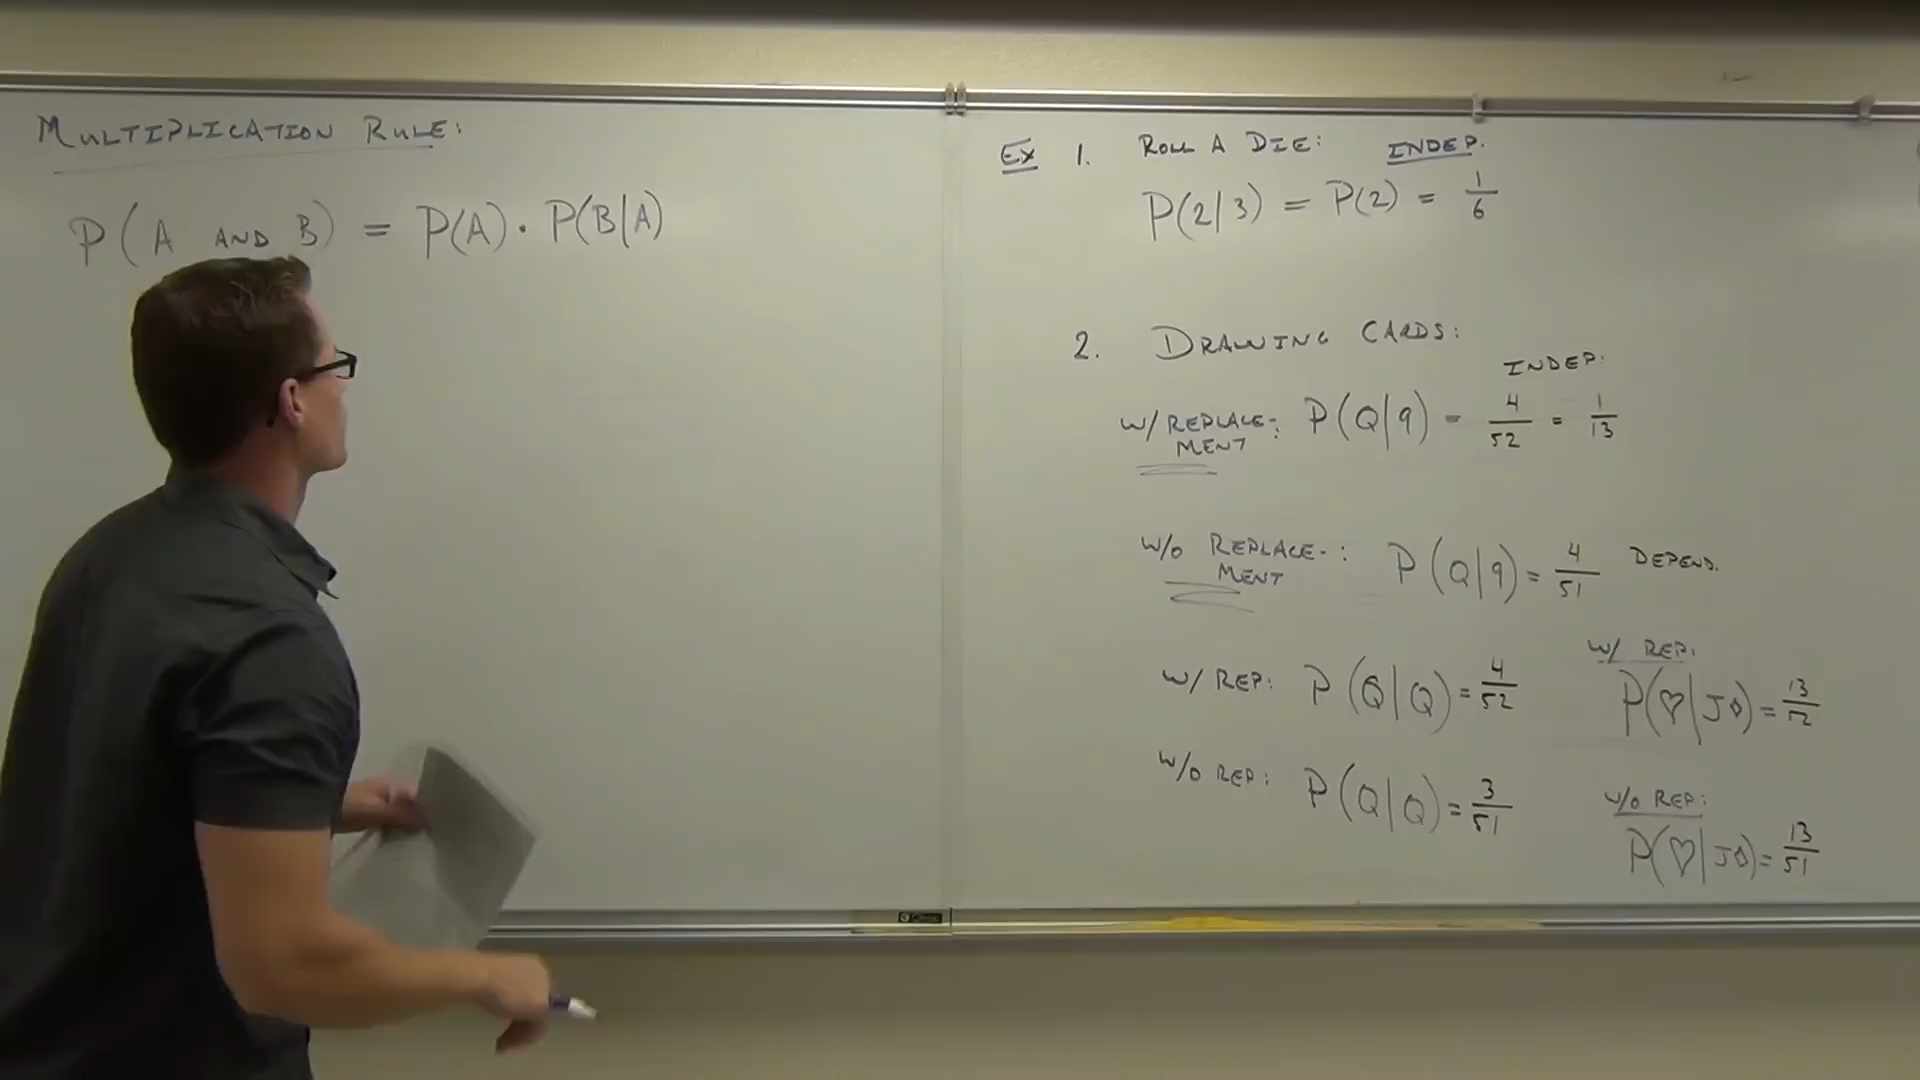 MULTIPLICATION RULE:
P(A AND B) = P(A) · P(B|A)
EX 1. ROLL A DIE: INDEP.
P(2|3) = P(2) = 1/6
2. DRAWING CARDS:
INDEP.
W/ REPLACE-MENT: P(Q|9) = 4/52 = 1/13
W/O REPLACE-MENT: P(Q|9) = 4/51 DEPEND.
W/ REP: P(Q|Q) = 4/52
W/O REP: P(Q|Q) = 3/51
W/ REP:
P(♡|J◊) = 13/52
W/O REP:
P(♡|J◊) = 13/51